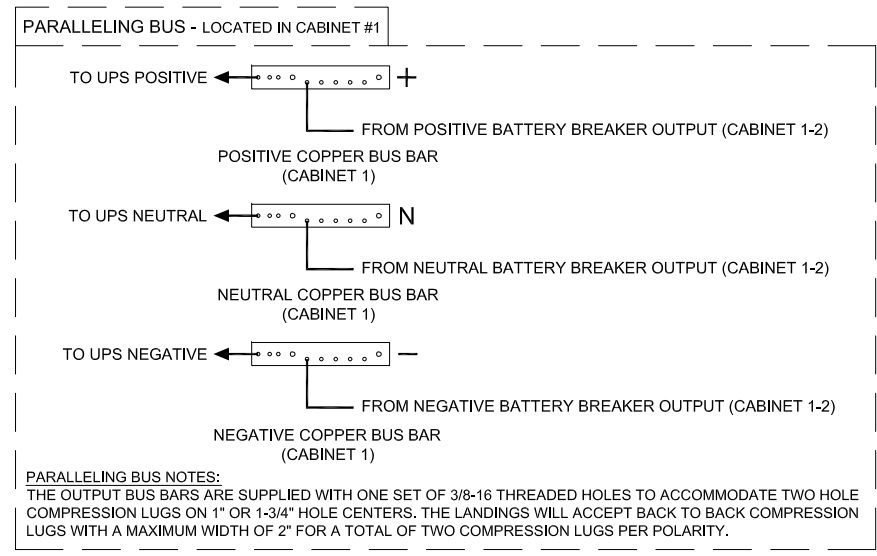 PARALLELING BUS - LOCATED IN CABINET #1
TO UPS POSITIVE
+
FROM POSITIVE BATTERY BREAKER OUTPUT (CABINET 1-2)
POSITIVE COPPER BUS BAR
(CABINET 1)
TO UPS NEUTRAL
N
FROM NEUTRAL BATTERY BREAKER OUTPUT (CABINET 1-2)
NEUTRAL COPPER BUS BAR
(CABINET 1)
TO UPS NEGATIVE
—
FROM NEGATIVE BATTERY BREAKER OUTPUT (CABINET 1-2)
NEGATIVE COPPER BUS BAR
(CABINET 1)
PARALLELING BUS NOTES:
THE OUTPUT BUS BARS ARE SUPPLIED WITH ONE SET OF 3/8-16 THREADED HOLES TO ACCOMMODATE TWO HOLE
COMPRESSION LUGS ON 1" OR 1-3/4" HOLE CENTERS. THE LANDINGS WILL ACCEPT BACK TO BACK COMPRESSION
LUGS WITH A MAXIMUM WIDTH OF 2" FOR A TOTAL OF TWO COMPRESSION LUGS PER POLARITY.